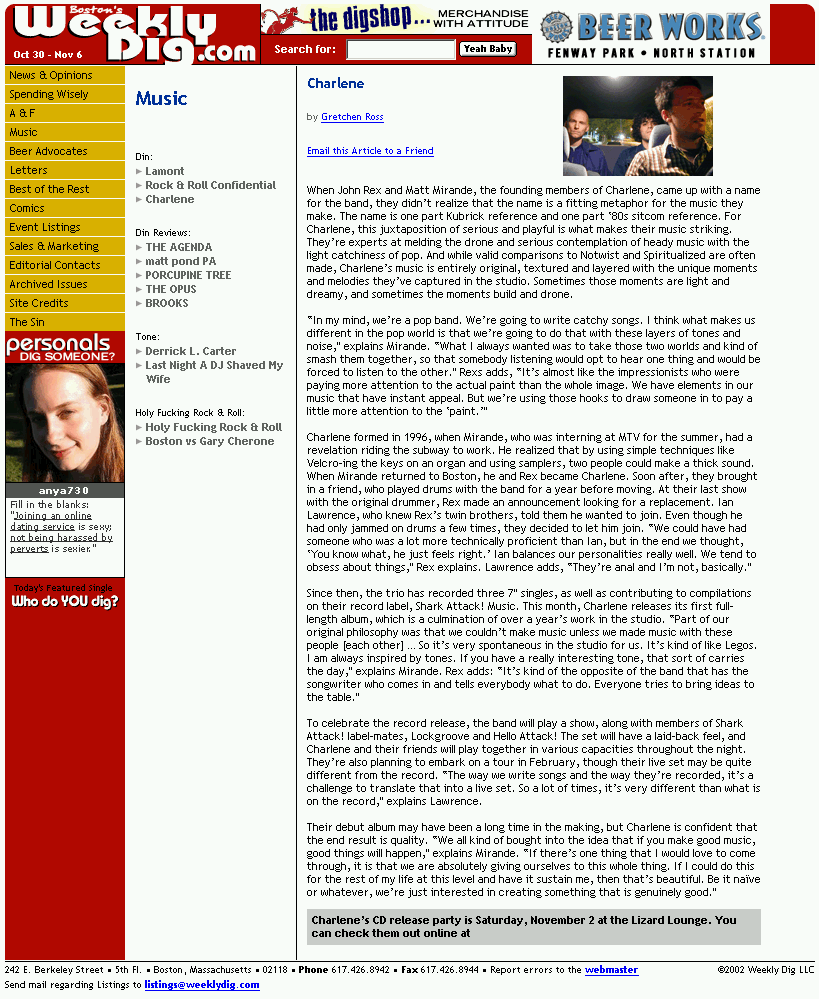 Boston's
Weekly
Dig.com
Oct 30 - Nov 6
the digshop...
MERCHANDISE
WITH ATTITUDE
Search for:
Yeah Baby
BEER WORKS.
FENWAY PARK • NORTH STATION
News & Opinions
Spending Wisely
A & F
Music
Beer Advocates
Letters
Best of the Rest
Comics
Event Listings
Sales & Marketing
Editorial Contacts
Archived Issues
Site Credits
The Sin
personals
DIG SOMEONE?
anya730
Fill in the blanks:
"Joining an online
dating service is sexy;
not being harassed by
perverts is sexier."
Today's Featured Single
Who do YOU dig?
Music
Din:
Lamont
Rock & Roll Confidential
Charlene
Din Reviews:
THE AGENDA
matt pond PA
PORCUPINE TREE
THE OPUS
BROOKS
Tone:
Derrick L. Carter
Last Night A DJ Shaved My
Wife
Holy Fucking Rock & Roll:
Holy Fucking Rock & Roll
Boston vs Gary Cherone
Charlene
by Gretchen Ross
Email this Article to a Friend
When John Rex and Matt Mirande, the founding members of Charlene, came up with a name
for the band, they didn't realize that the name is a fitting metaphor for the music they
make. The name is one part Kubrick reference and one part '80s sitcom reference. For
Charlene, this juxtaposition of serious and playful is what makes their music striking.
They're experts at melding the drone and serious contemplation of heady music with the
light catchiness of pop. And while valid comparisons to Notwist and Spiritualized are often
made, Charlene's music is entirely original, textured and layered with the unique moments
and melodies they've captured in the studio. Sometimes those moments are light and
dreamy, and sometimes the moments build and drone.
"In my mind, we're a pop band. We're going to write catchy songs. I think what makes us
different in the pop world is that we're going to do that with these layers of tones and
noise," explains Mirande. "What I always wanted was to take those two worlds and kind of
smash them together, so that somebody listening would opt to hear one thing and would be
forced to listen to the other." Rexs adds, "It's almost like the impressionists who were
paying more attention to the actual paint than the whole image. We have elements in our
music that have instant appeal. But we're using those hooks to draw someone in to pay a
little more attention to the 'paint.'"
Charlene formed in 1996, when Mirande, who was interning at MTV for the summer, had a
revelation riding the subway to work. He realized that by using simple techniques like
Velcro-ing the keys on an organ and using samplers, two people could make a thick sound.
When Mirande returned to Boston, he and Rex became Charlene. Soon after, they brought
in a friend, who played drums with the band for a year before moving. At their last show
with the original drummer, Rex made an announcement looking for a replacement. Ian
Lawrence, who knew Rex's twin brothers, told them he wanted to join. Even though he
had only jammed on drums a few times, they decided to let him join. "We could have had
someone who was a lot more technically proficient than Ian, but in the end we thought,
'You know what, he just feels right.' Ian balances our personalities really well. We tend to
obsess about things," Rex explains. Lawrence adds, "They're anal and I'm not, basically."
Since then, the trio has recorded three 7" singles, as well as contributing to compilations
on their record label, Shark Attack! Music. This month, Charlene releases its first full-
length album, which is a culmination of over a year's work in the studio. "Part of our
original philosophy was that we couldn't make music unless we made music with these
people [each other] ... So it's very spontaneous in the studio for us. It's kind of like Legos.
I am always inspired by tones. If you have a really interesting tone, that sort of carries
the day," explains Mirande. Rex adds: "It's kind of the opposite of the band that has the
songwriter who comes in and tells everybody what to do. Everyone tries to bring ideas to
the table."
To celebrate the record release, the band will play a show, along with members of Shark
Attack! label-mates, Lockgroove and Hello Attack! The set will have a laid-back feel, and
Charlene and their friends will play together in various capacities throughout the night.
They're also planning to embark on a tour in February, though their live set may be quite
different from the record. "The way we write songs and the way they're recorded, it's a
challenge to translate that into a live set. So a lot of times, it's very different than what is
on the record," explains Lawrence.
Their debut album may have been a long time in the making, but Charlene is confident that
the end result is quality. "We all kind of bought into the idea that if you make good music,
good things will happen," explains Mirande. "If there's one thing that I would love to come
through, it is that we are absolutely giving ourselves to this whole thing. If I could do this
for the rest of my life at this level and have it sustain me, then that's beautiful. Be it naïve
or whatever, we're just interested in creating something that is genuinely good."
Charlene's CD release party is Saturday, November 2 at the Lizard Lounge. You
can check them out online at
242 E. Berkeley Street • 5th Fl. • Boston, Massachusetts • 02118 • Phone 617.426.8942 • Fax 617.426.8944 • Report errors to the webmaster
©2002 Weekly Dig LLC
Send mail regarding Listings to listings@weeklydig.com